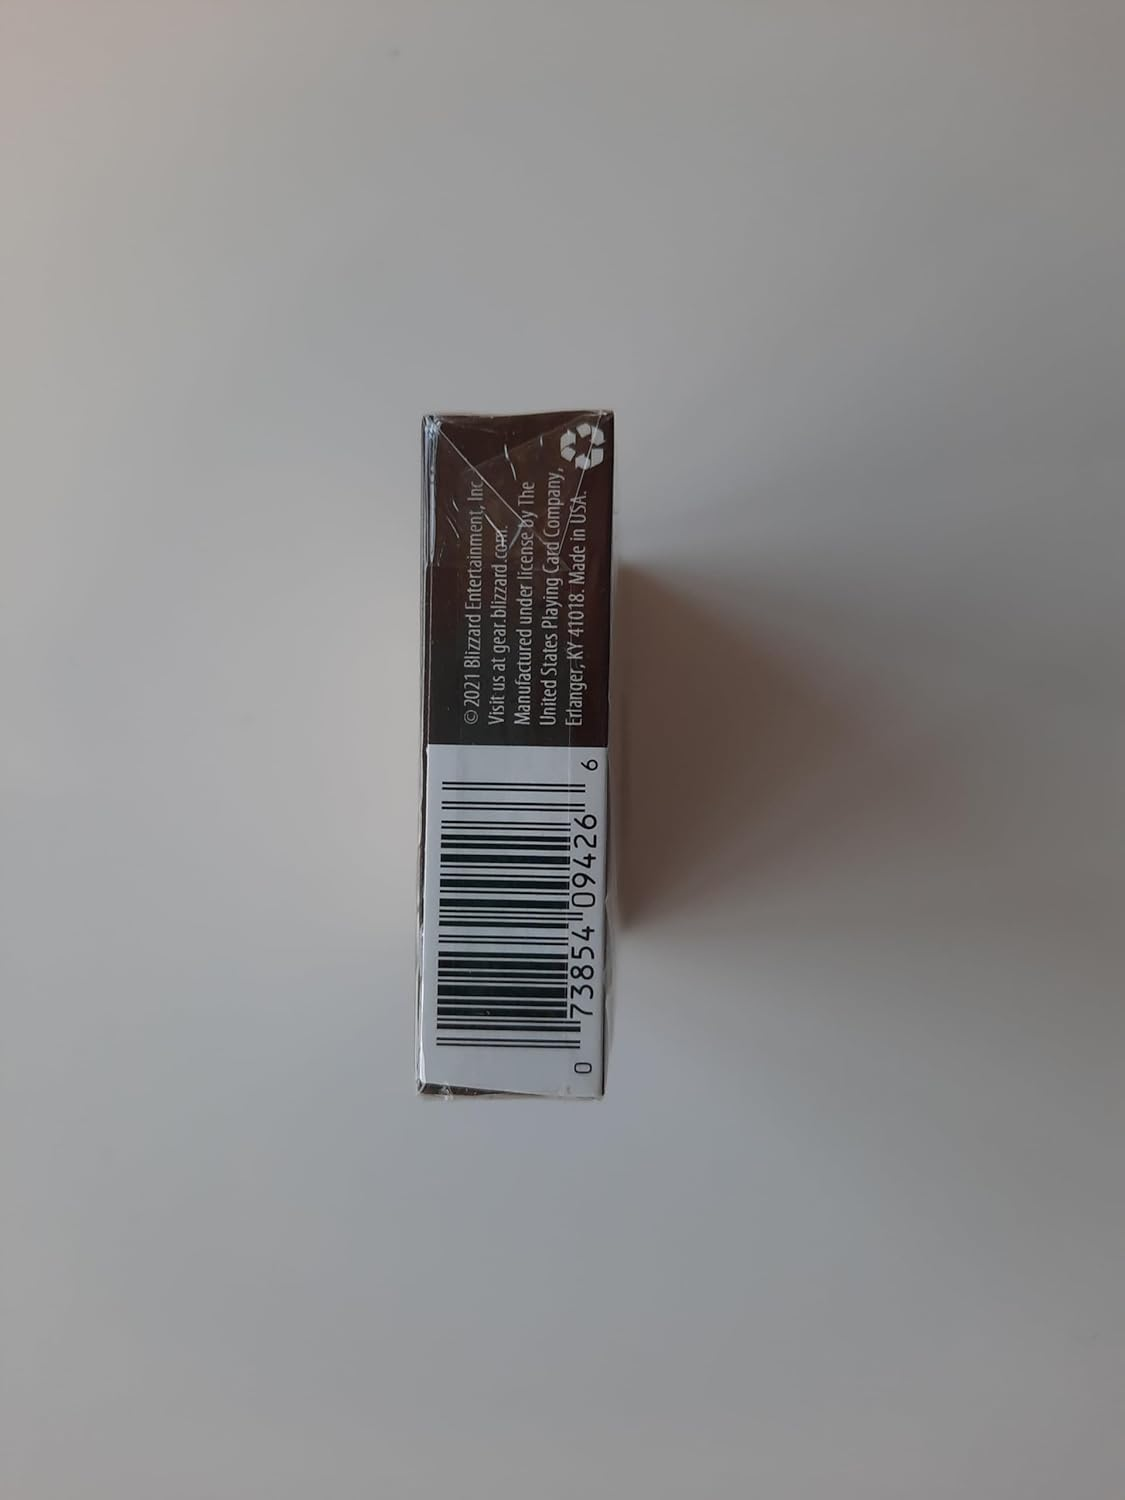 © 2021 Blizzard Entertainment, Inc.
Visit us at gear.blizzard.com.
Manufactured under license by The
United States Playing Card Company,
Erlanger, KY 41018. Made in USA.
0 73854 09426 6